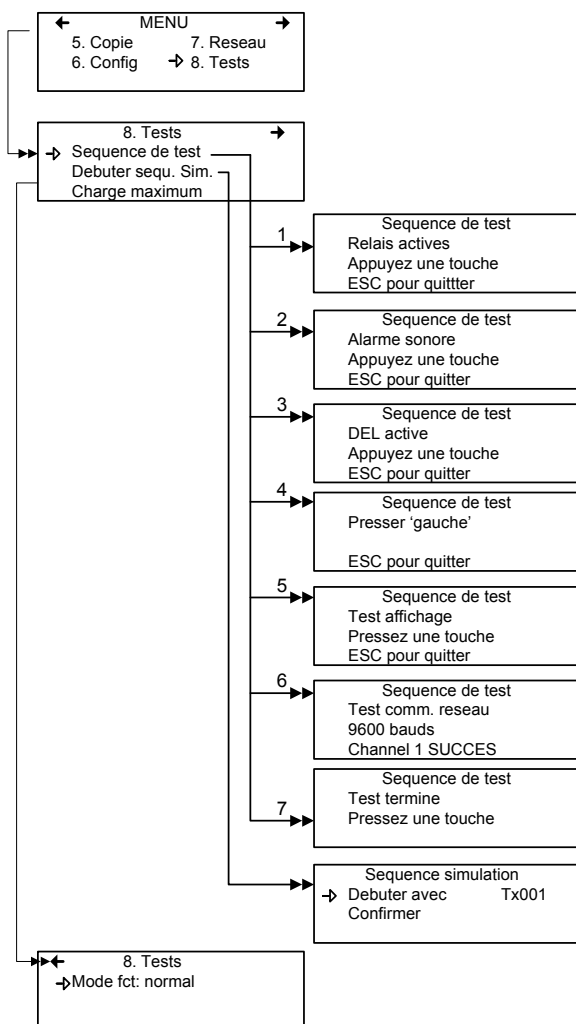 MENU
5. Copie 7. Reseau
6. Config 8. Tests
8. Tests
Sequence de test
Debuter sequ. Sim.
Charge maximum
1
Sequence de test
Relais actives
Appuyez une touche
ESC pour quittter
2
Sequence de test
Alarme sonore
Appuyez une touche
ESC pour quitter
3
Sequence de test
DEL active
Appuyez une touche
ESC pour quitter
4
Sequence de test
Presser ‘gauche’
ESC pour quitter
5
Sequence de test
Test affichage
Pressez une touche
ESC pour quitter
6
Sequence de test
Test comm. reseau
9600 bauds
Channel 1 SUCCES
7
Sequence de test
Test termine
Pressez une touche
Sequence simulation
Debuter avec Tx001
Confirmer
8. Tests
Mode fct: normal